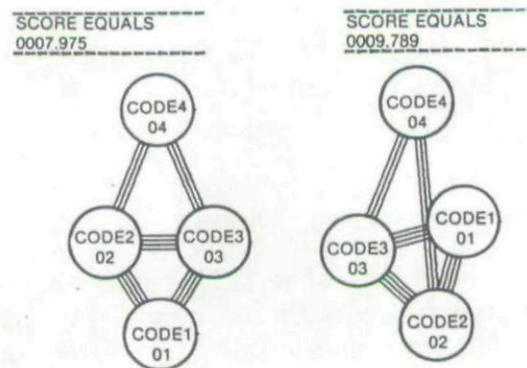 SCORE EQUALS
0007.975
CODE4
04
CODE2
02
CODE3
03
CODE1
01
SCORE EQUALS
0009.789
CODE4
04
CODE1
01
CODE3
03
CODE2
02